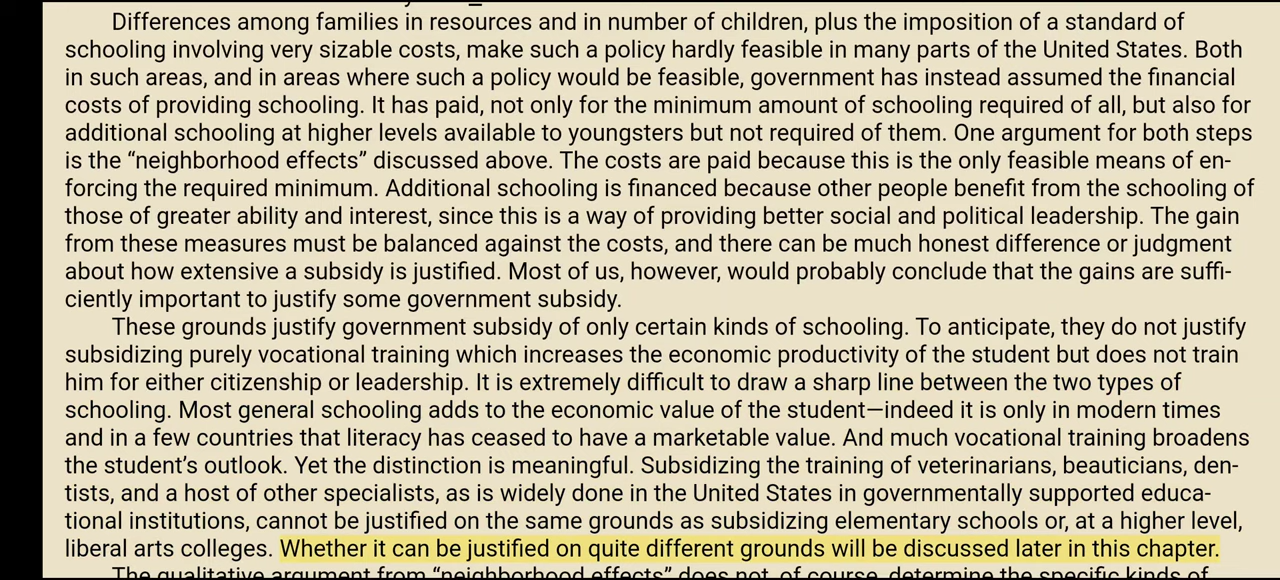 Differences among families in resources and in number of children, plus the imposition of a standard of
schooling involving very sizable costs, make such a policy hardly feasible in many parts of the United States. Both
in such areas, and in areas where such a policy would be feasible, government has instead assumed the financial
costs of providing schooling. It has paid, not only for the minimum amount of schooling required of all, but also for
additional schooling at higher levels available to youngsters but not required of them. One argument for both steps
is the “neighborhood effects” discussed above. The costs are paid because this is the only feasible means of en-
forcing the required minimum. Additional schooling is financed because other people benefit from the schooling of
those of greater ability and interest, since this is a way of providing better social and political leadership. The gain
from these measures must be balanced against the costs, and there can be much honest difference or judgment
about how extensive a subsidy is justified. Most of us, however, would probably conclude that the gains are suffi-
ciently important to justify some government subsidy.
These grounds justify government subsidy of only certain kinds of schooling. To anticipate, they do not justify
subsidizing purely vocational training which increases the economic productivity of the student but does not train
him for either citizenship or leadership. It is extremely difficult to draw a sharp line between the two types of
schooling. Most general schooling adds to the economic value of the student—indeed it is only in modern times
and in a few countries that literacy has ceased to have a marketable value. And much vocational training broadens
the student’s outlook. Yet the distinction is meaningful. Subsidizing the training of veterinarians, beauticians, den-
tists, and a host of other specialists, as is widely done in the United States in governmentally supported educa-
tional institutions, cannot be justified on the same grounds as subsidizing elementary schools or, at a higher level,
liberal arts colleges. Whether it can be justified on quite different grounds will be discussed later in this chapter.
The qualitative argument from “neighborhood effects” does not, of course, determine the specific kinds of